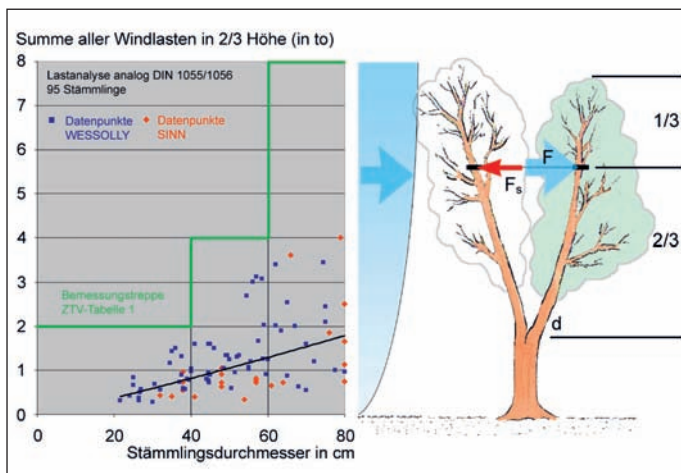 Summe aller Windlasten in 2/3 Höhe (in to)
8
7
6
5
4
3
2
1
0
Lastanalyse analog DIN 1055/1056
95 Stämmlinge
Datenpunkte
WESSOLLY
Datenpunkte
SINN
Bemessungstreppe
ZTV-Tabelle 1
0 20 40 60 80
Stämmlingsdurchmesser in cm
F
Fs
1/3
2/3
d